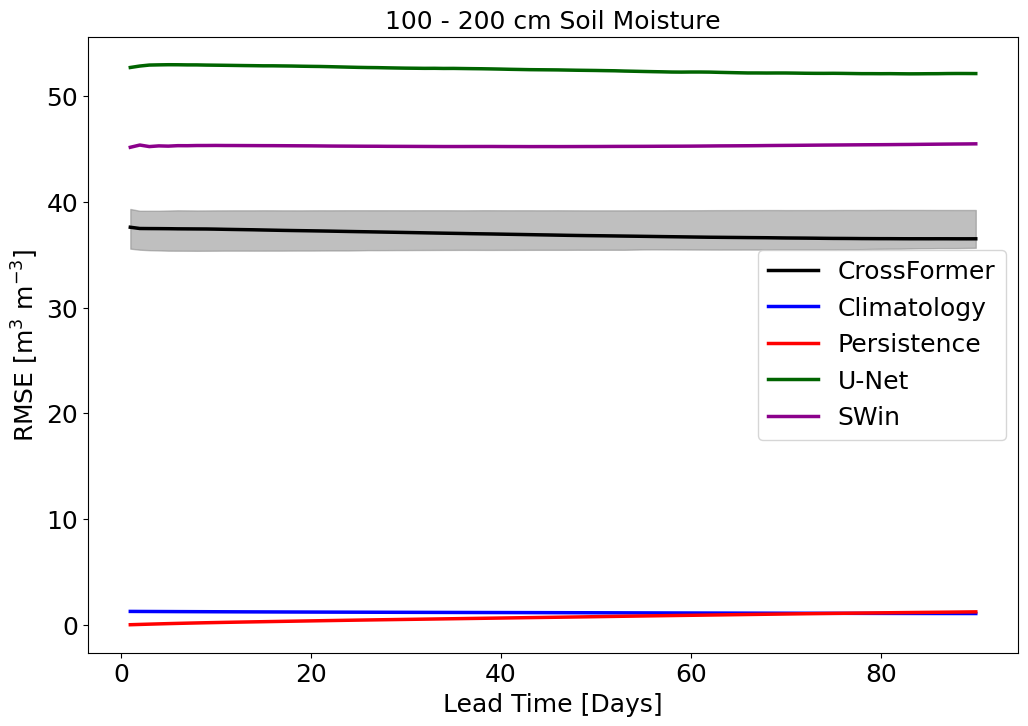 100 - 200 cm Soil Moisture
RMSE [m³ m⁻³]
50
40
30
20
10
0
CrossFormer
Climatology
Persistence
U-Net
SWin
0 20 40 60 80
Lead Time [Days]